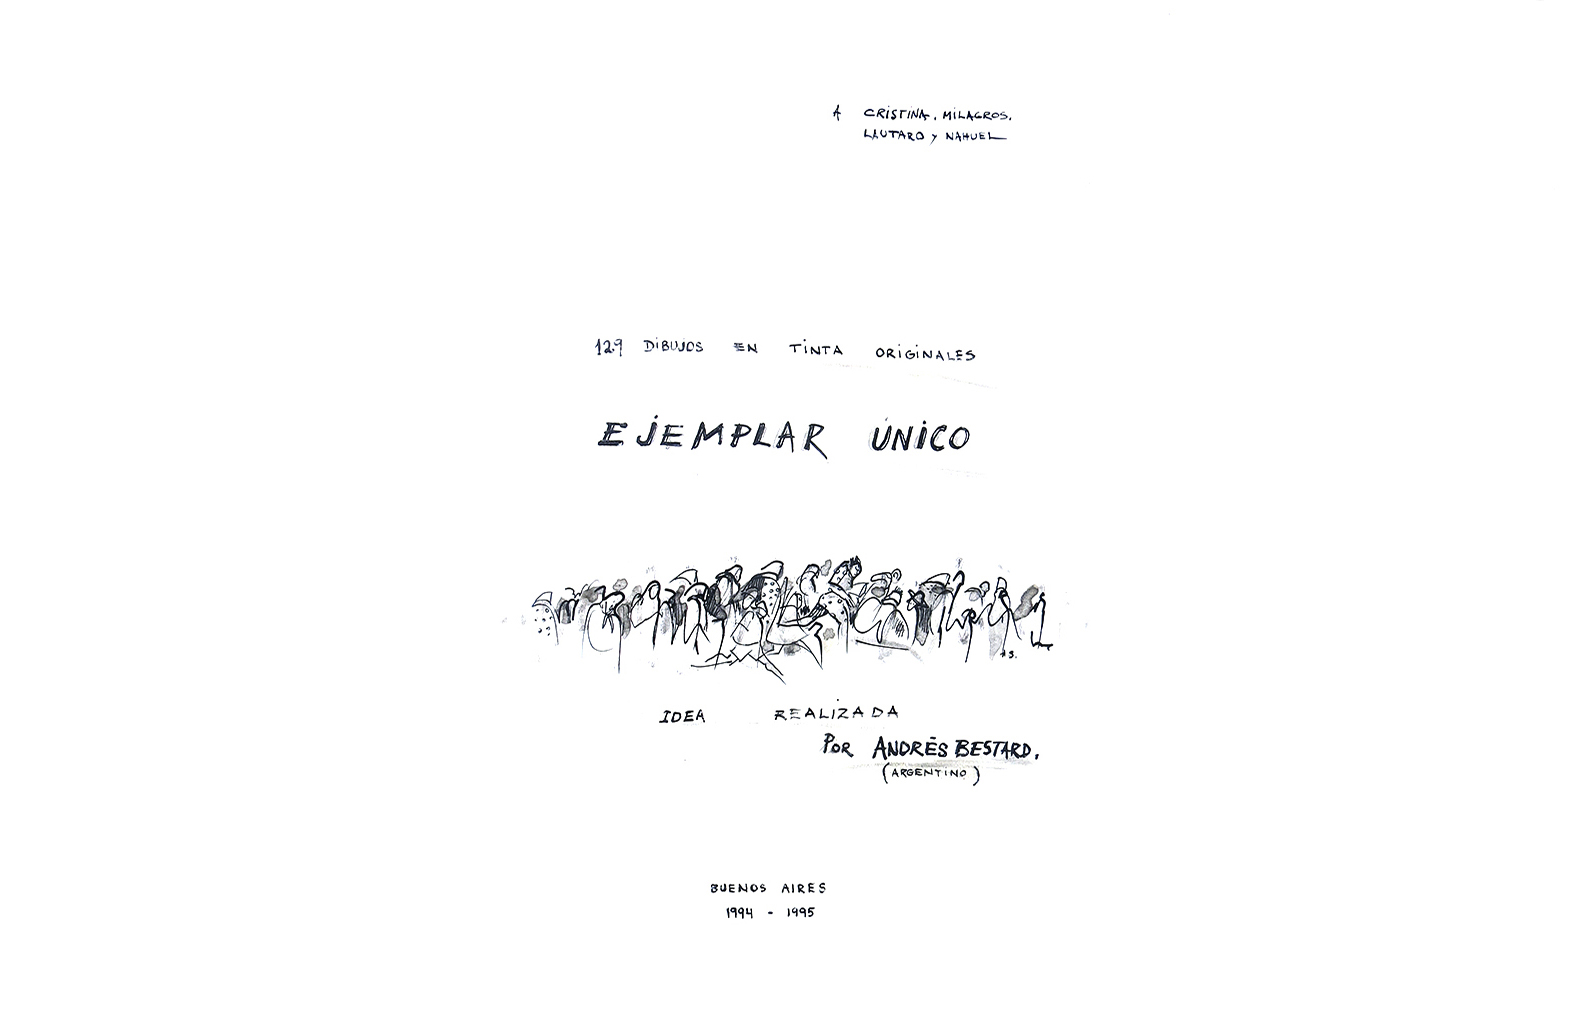 A CRISTINA, MILAGROS,
LAUTARO Y NAHUEL
129 DIBUJOS EN TINTA ORIGINALES
EJEMPLAR ÚNICO
A B.
IDEA REALIZADA
POR ANDRÉS BESTARD.
(ARGENTINO)
BUENOS AIRES
1994 - 1995